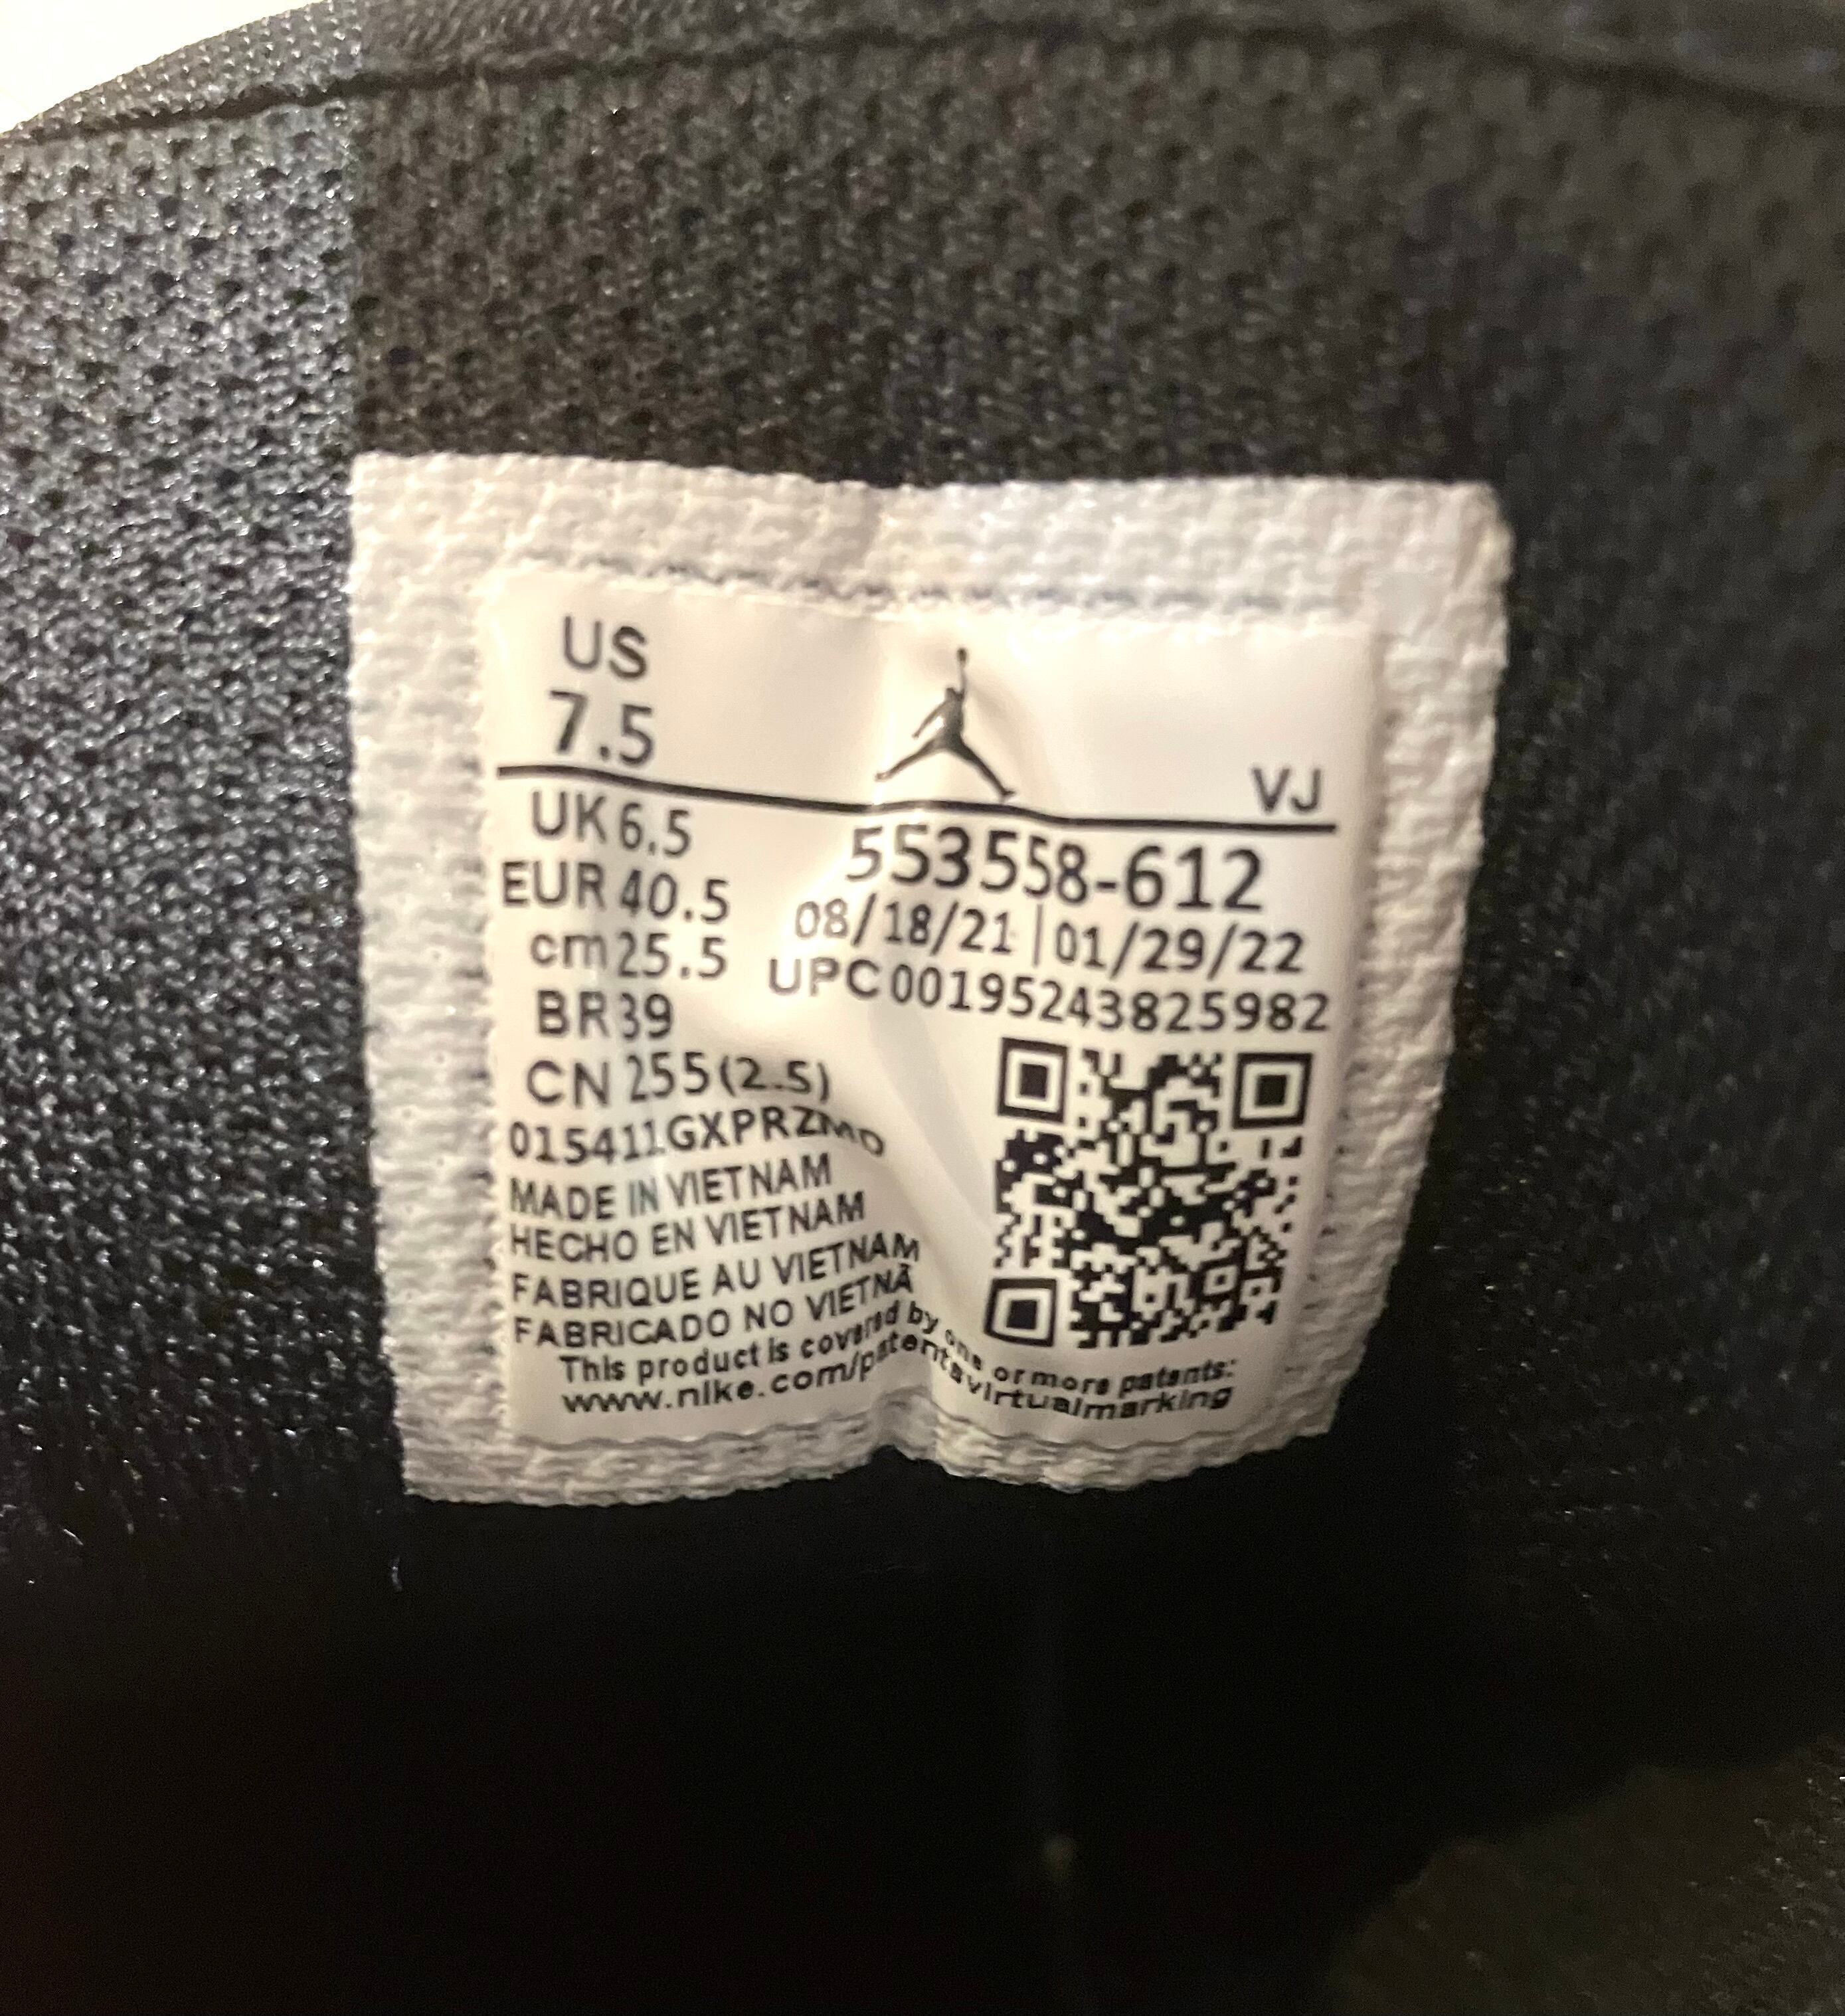 US
7.5
VJ
UK 6.5
EUR 40.5
cm 25.5
BR 39
CN 255 (2.5)
553558-612
08/18/21 | 01/29/22
UPC 00195243825982
015411GXPRZMO
MADE IN VIETNAM
HECHO EN VIETNAM
FABRIQUE AU VIETNAM
FABRICADO NO VIETNÃ
This product is covered by one or more patents:
www.nike.com/patentsvirtualmarking